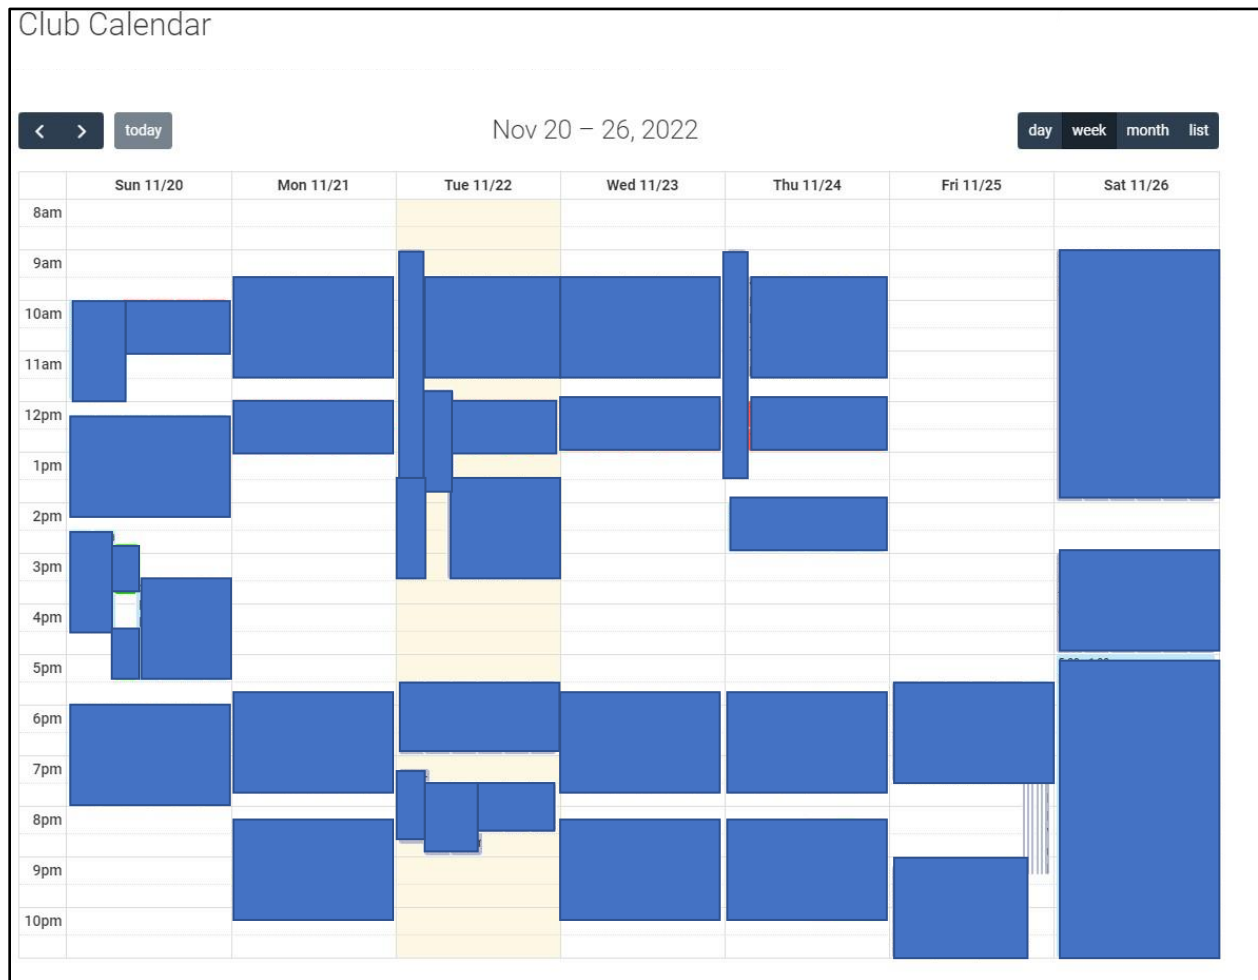 Club Calendar
today
Nov 20 – 26, 2022
day week month list
Sun 11/20 Mon 11/21 Tue 11/22 Wed 11/23 Thu 11/24 Fri 11/25 Sat 11/26
8am
9am
10am
11am
12pm
1pm
2pm
3pm
4pm
5pm
6pm
7pm
8pm
9pm
10pm